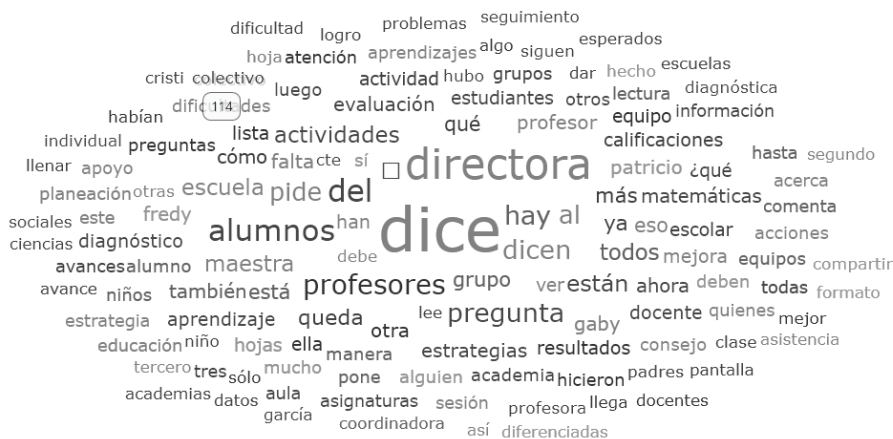 dificultad logro problemas seguimiento
hoja atención aprendizajes algo siguen esperados
cristi colectivo luego actividad hubo grupos dar hecho escuelas
114 evaluación estudiantes otros lectura diagnóstica
habían lista actividades qué profesor equipo información
individual preguntas cómo falta cte sí directora calificaciones hasta segundo
llenar apoyo escuela pide del patricio ¿qué acerca
planeación otras más matemáticas comenta
sociales este fredy alumnos han dice hay al ya eso escolar acciones
ciencias diagnóstico debe dicen todos mejora equipos compartir
avances alumno maestra profesores grupo ver están ahora deben todas formato
avance niños también está pregunta docente quienes mejor
estrategia aprendizaje queda otra lee gaby clase asistencia
educación niño hojas ella manera estrategias resultados consejo
tercero tres sólo mucho pone alguien academia hicieron padres pantalla
academias datos aula asignaturas sesión profesora llega docentes
garcía coordinadora así diferenciadas